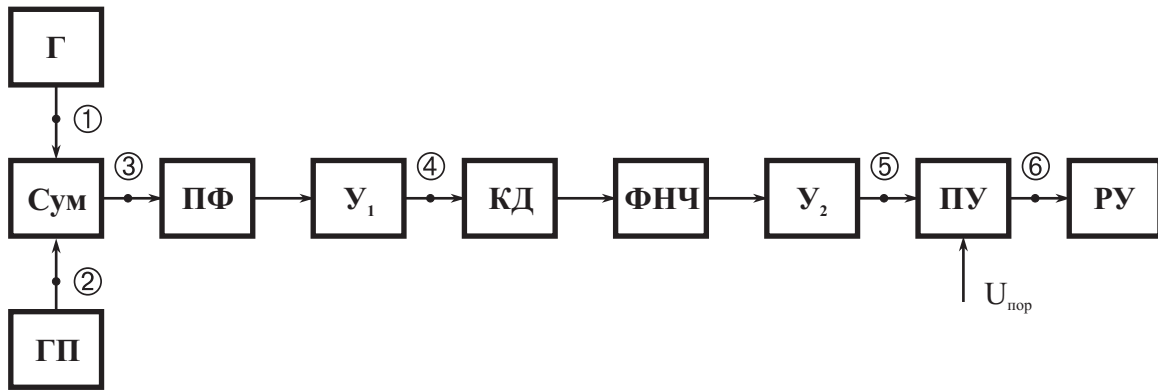 Г
①
③ ④ ⑤ ⑥
Сум ПФ У₁ КД ФНЧ У₂ ПУ РУ
②
Uпор
ГП